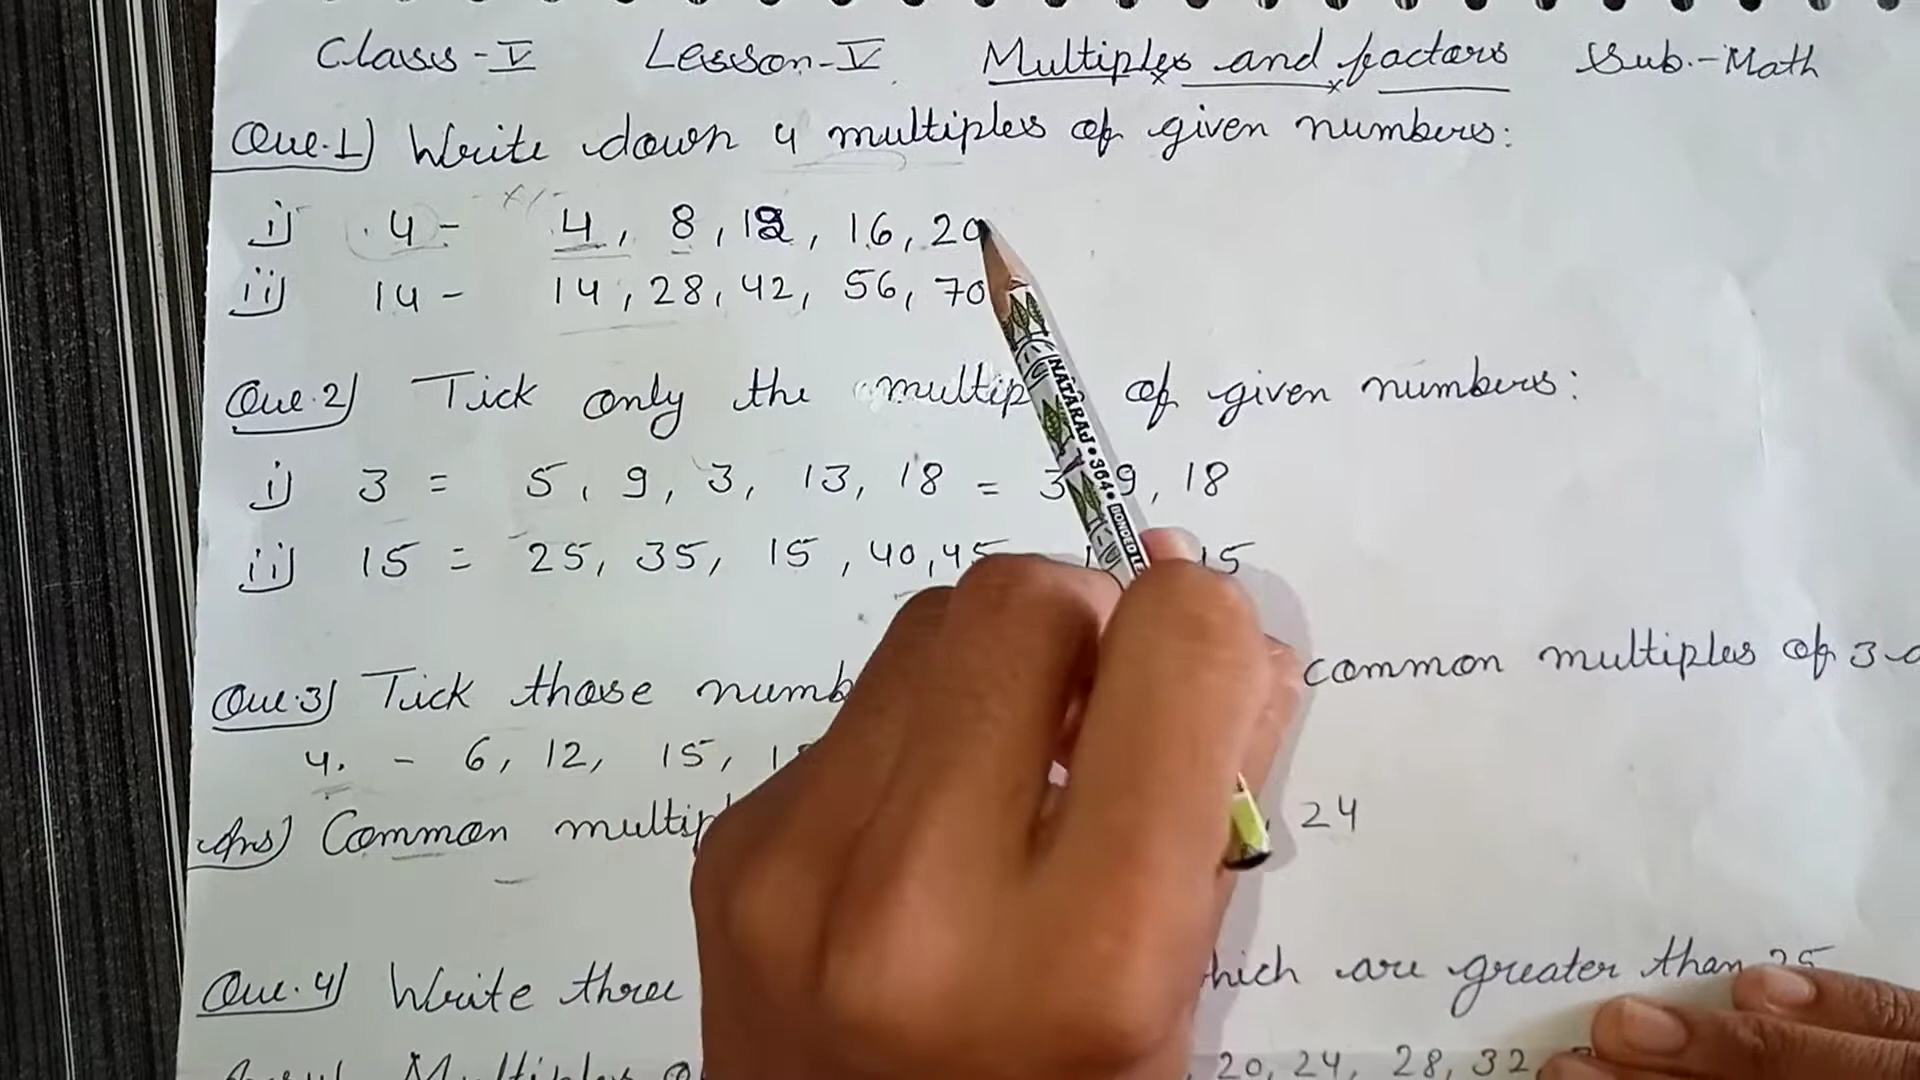 Class-V Lesson-V Multiples and factors Sub.-Math
Que.1) Write down 4 multiples of given numbers:
i) 4- 4, 8, 12, 16, 20
ii) 14- 14, 28, 42, 56, 70
Que.2) Tick only the of given numbers:
i) 3 = 5, 9, 3, 13, 18 = 3 9, 18
ii) 15 = 25, 35, 15, 40, 45 15
Que.3) Tick those common multiples of 3
4. - 6, 12, 15,
Ans) Common 24
Que.4) Write three which are greater than 25
20, 24, 28, 32,
NATARAJ • 364 • BONDED